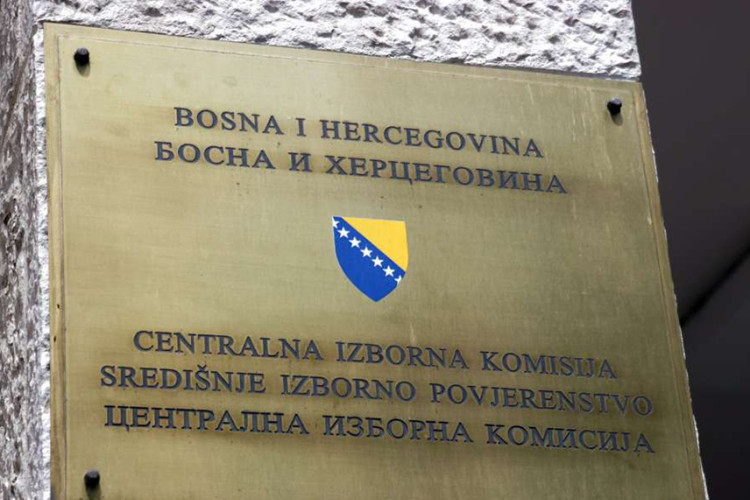 BOSNA I HERCEGOVINA
БОСНА И ХЕРЦЕГОВИНА
CENTRALNA IZBORNA KOMISIJA
SREDIŠNJE IZBORNO POVJERENSTVO
ЦЕНТРАЛНА ИЗБОРНА КОМИСИЈА